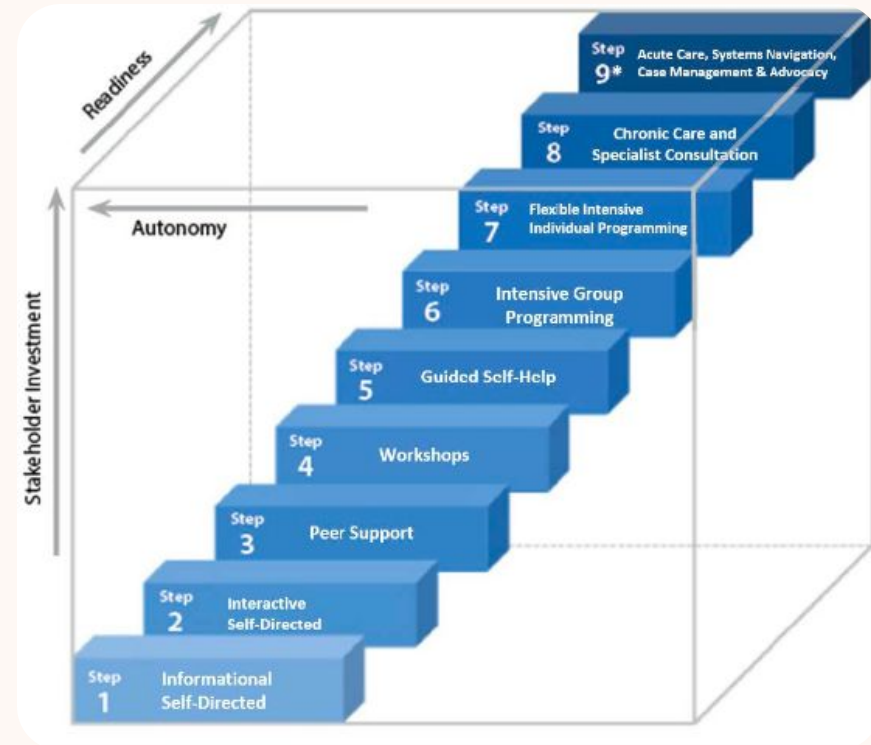 Readiness
Autonomy
Stakeholder Investment
Step
9*
Acute Care, Systems Navigation,
Case Management & Advocacy
Step
8
Chronic Care and
Specialist Consultation
Step
7
Flexible Intensive
Individual Programming
Step
6
Intensive Group
Programming
Step
5
Guided Self-Help
Step
4
Workshops
Step
3
Peer Support
Step
2
Interactive
Self-Directed
Step
1
Informational
Self-Directed